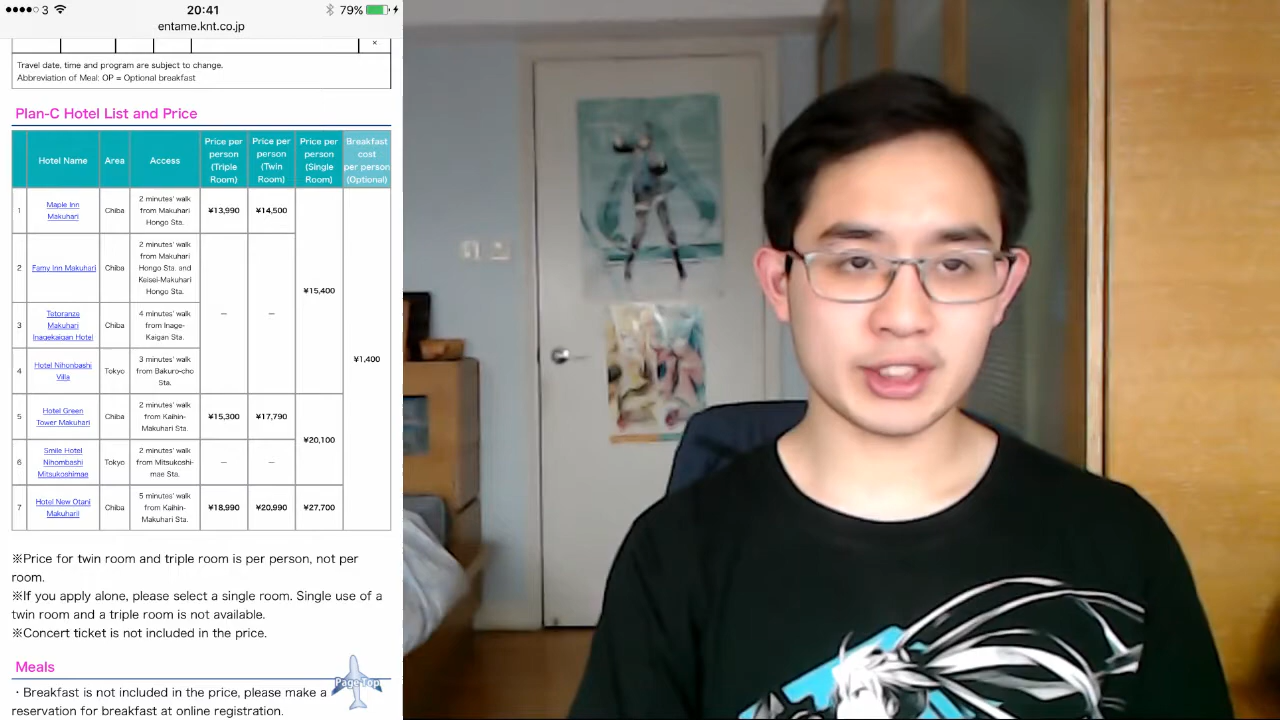 3
20:41
79%
entame.knt.co.jp
×
Travel date, time and program are subject to change.
Abbreviation of Meal: OP = Optional breakfast
Plan-C Hotel List and Price
Hotel Name
Area
Access
Price per
person
(Triple
Room)
Price per
person
(Twin
Room)
Price per
person
(Single
Room)
Breakfast
cost
per person
(Optional)
1
Maple Inn
Makuhari
Chiba
2 minutes' walk
from Makuhari
Hongo Sta.
¥13,990
¥14,500
2
Famy Inn Makuhari
Chiba
2 minutes' walk
from Makuhari
Hongo Sta. and
Keisei-Makuhari
Hongo Sta.
—
—
¥15,400
¥1,400
3
Tetoranze
Makuhari
Inagekaigan Hotel
Chiba
4 minutes' walk
from Inage-
Kaigan Sta.
4
Hotel Nihonbashi
Villa
Tokyo
3 minutes' walk
from Bakuro-cho
Sta.
5
Hotel Green
Tower Makuhari
Chiba
2 minutes' walk
from Kaihin-
Makuhari Sta.
¥15,300
¥17,790
¥20,100
6
Smile Hotel
Nihombashi
Mitsukoshimae
Tokyo
2 minutes' walk
from Mitsukoshi-
mae Sta.
—
—
7
Hotel New Otani
Makuharii
Chiba
5 minutes' walk
from Kaihin-
Makuhari Sta.
¥18,990
¥20,990
¥27,700
※Price for twin room and triple room is per person, not per
room.
※If you apply alone, please select a single room. Single use of a
twin room and a triple room is not available.
※Concert ticket is not included in the price.
Meals
・Breakfast is not included in the price, please make a
reservation for breakfast at online registration.
PageTop